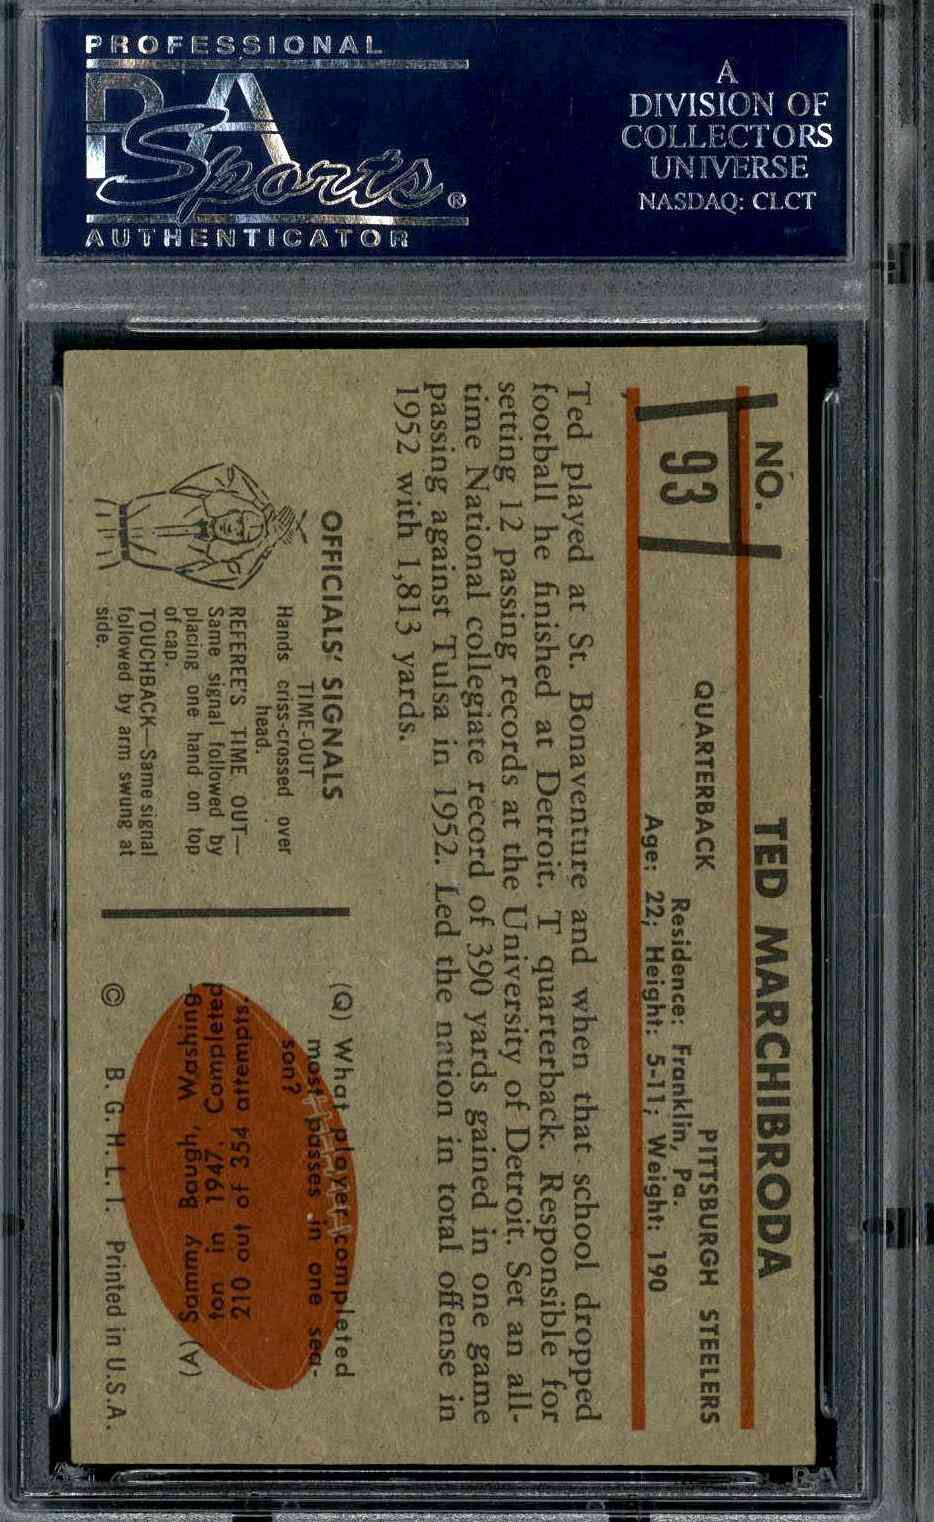 PROFESSIONAL
PSA
Sports®
AUTHENTICATOR
A
DIVISION OF
COLLECTORS
UNIVERSE
NASDAQ: CLCT
NO.
93
TED MARCHIBRODA
QUARTERBACK PITTSBURGH STEELERS
Residence: Franklin, Pa.
Age: 22; Height: 5-11; Weight: 190
Ted played at St. Bonaventure and when that school dropped
football he finished at Detroit. T quarterback. Responsible for
setting 12 passing records at the University of Detroit. Set an all-
time National collegiate record of 390 yards gained in one game
passing against Tulsa in 1952. Led the nation in total offense in
1952 with 1,813 yards.
OFFICIALS' SIGNALS
TIME-OUT
Hands criss-crossed over
head.
REFEREE'S TIME OUT—
Same signal followed by
placing one hand on top
of cap.
TOUCHBACK—Same signal
followed by arm swung at
side.
(Q) What player completed
most passes in one sea-
son?
(A) Sammy Baugh, Washing-
ton in 1947. Completed
210 out of 354 attempts.
© B. G. H. L. I. Printed in U.S.A.